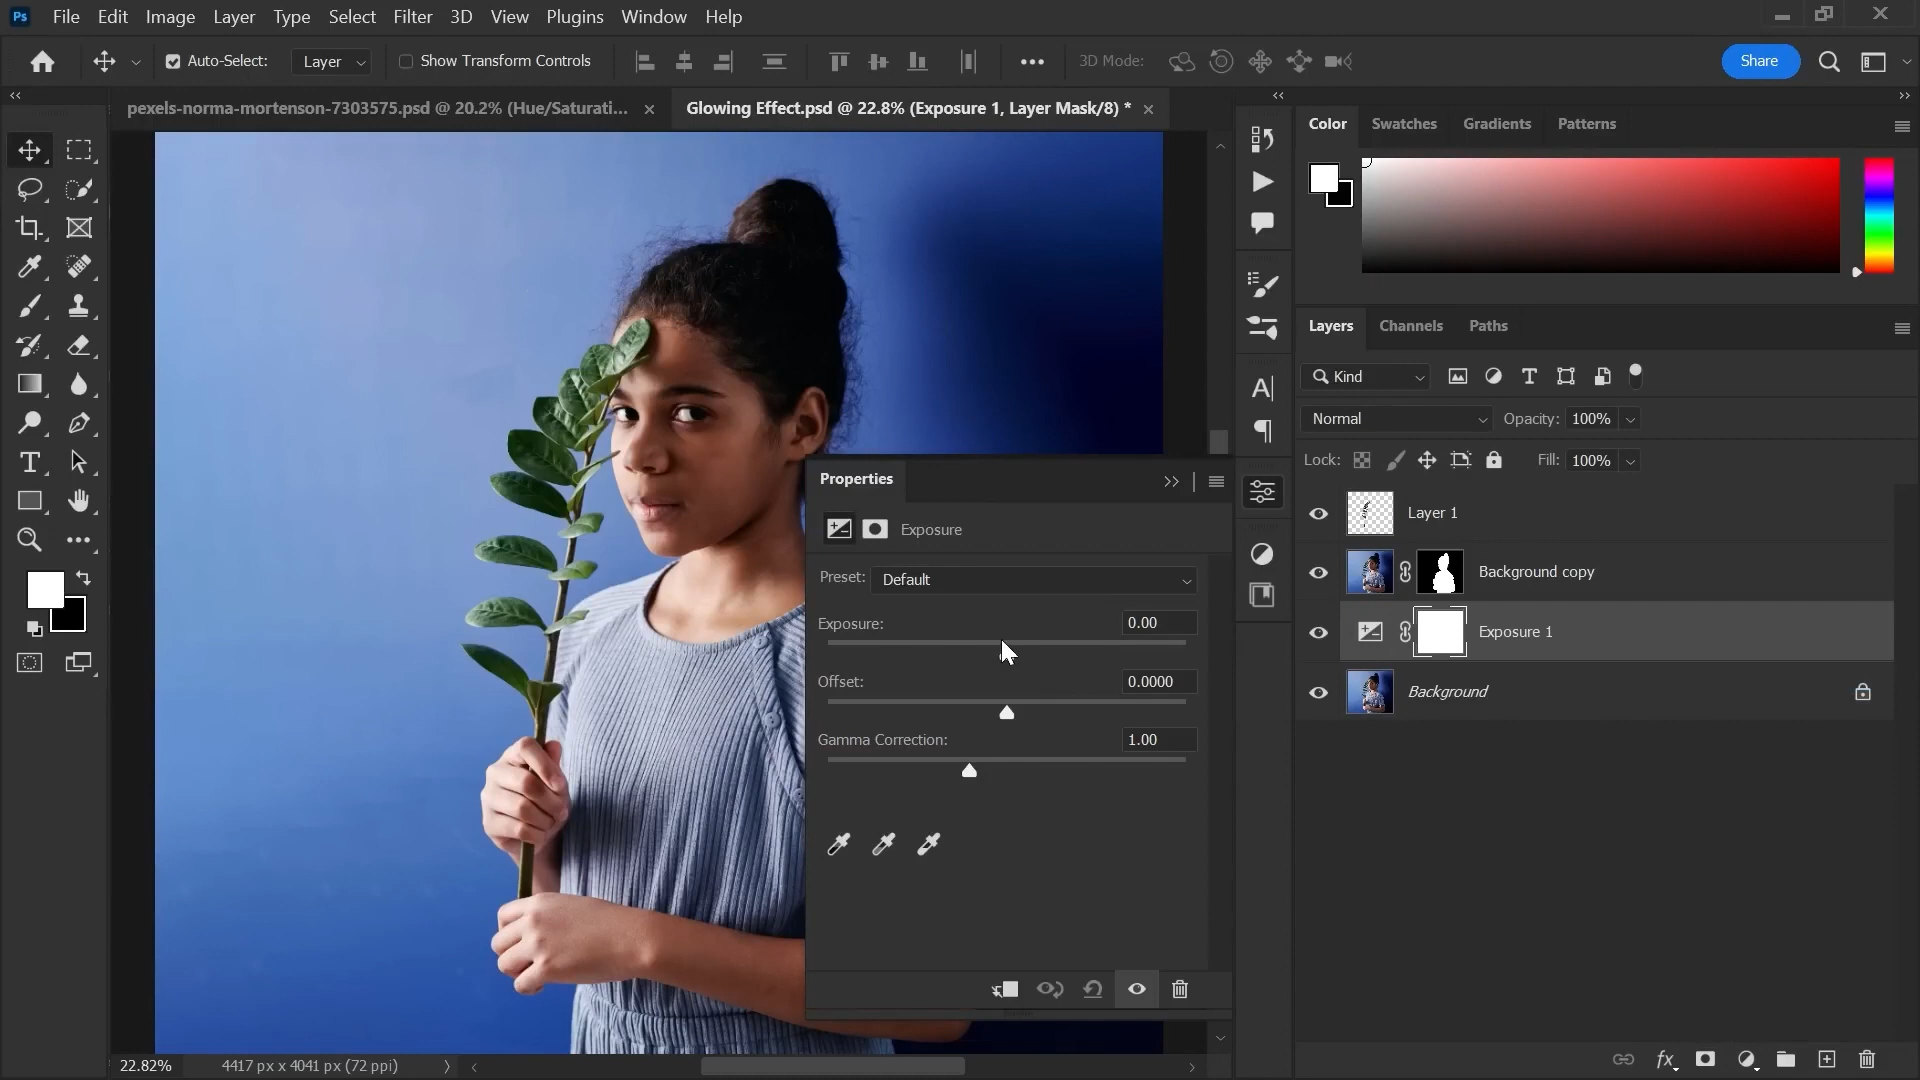 Ps File Edit Image Layer Type Select Filter 3D View Plugins Window Help
Auto-Select: Layer Show Transform Controls 3D Mode: Share
pexels-norma-mortenson-7303575.psd @ 20.2% (Hue/Saturati... Glowing Effect.psd @ 22.8% (Exposure 1, Layer Mask/8) *
Color Swatches Gradients Patterns
Layers Channels Paths
Kind
Normal Opacity: 100%
Lock: Fill: 100%
Layer 1
Background copy
Exposure 1
Background
Properties
Exposure
Preset: Default
Exposure: 0.00
Offset: 0.0000
Gamma Correction: 1.00
22.82% 4417 px x 4041 px (72 ppi)